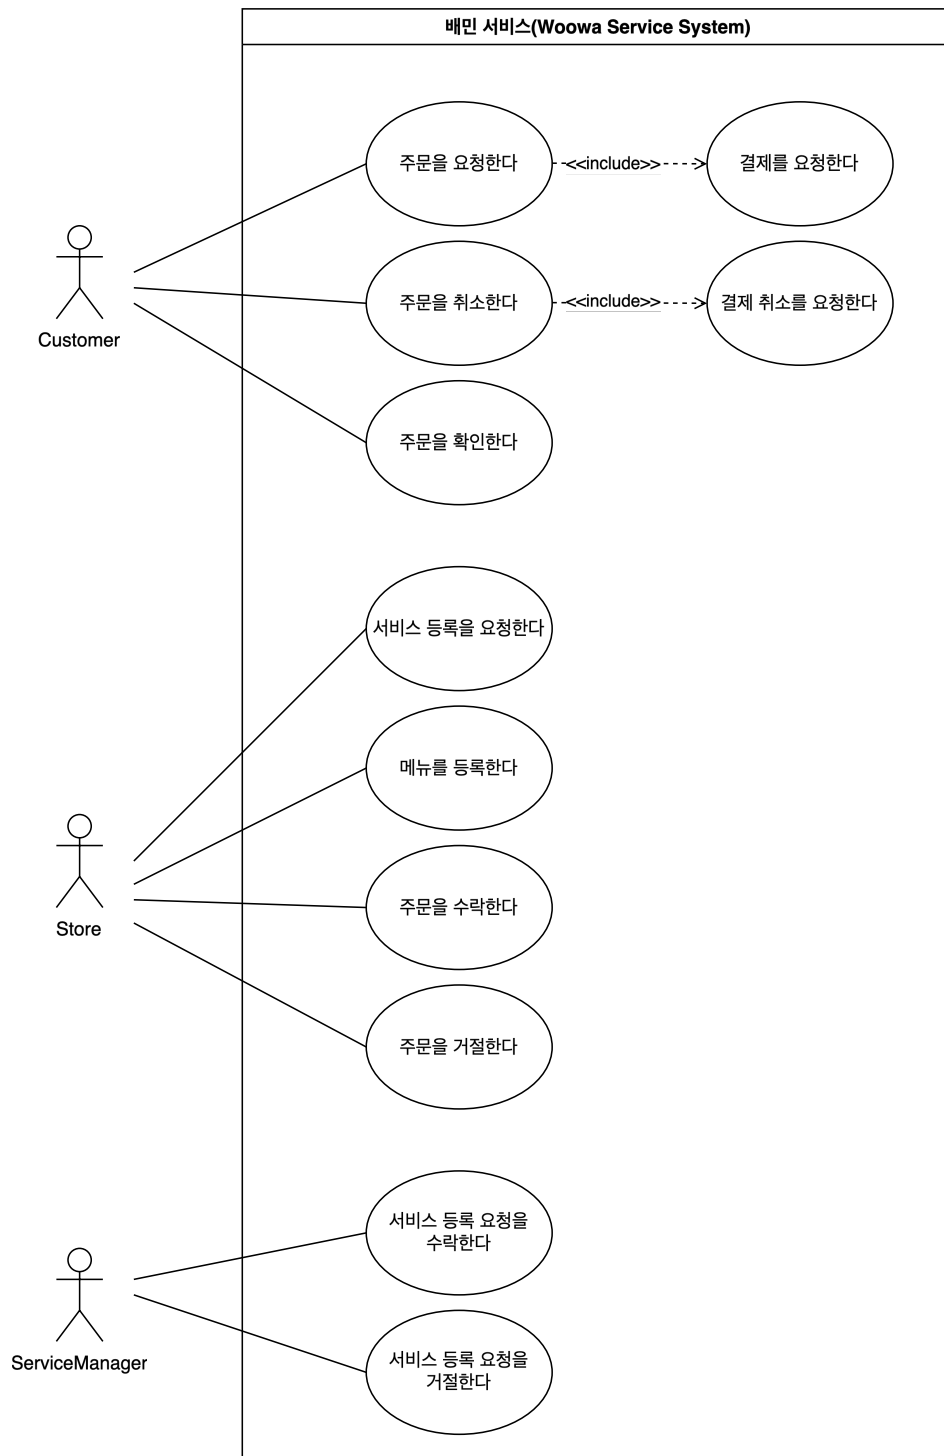 배민 서비스(Woowa Service System)
주문을 요청한다
<<include>>
결제를 요청한다
주문을 취소한다
<<include>>
결제 취소를 요청한다
Customer
주문을 확인한다
서비스 등록을 요청한다
메뉴를 등록한다
주문을 수락한다
Store
주문을 거절한다
서비스 등록 요청을
수락한다
ServiceManager
서비스 등록 요청을
거절한다